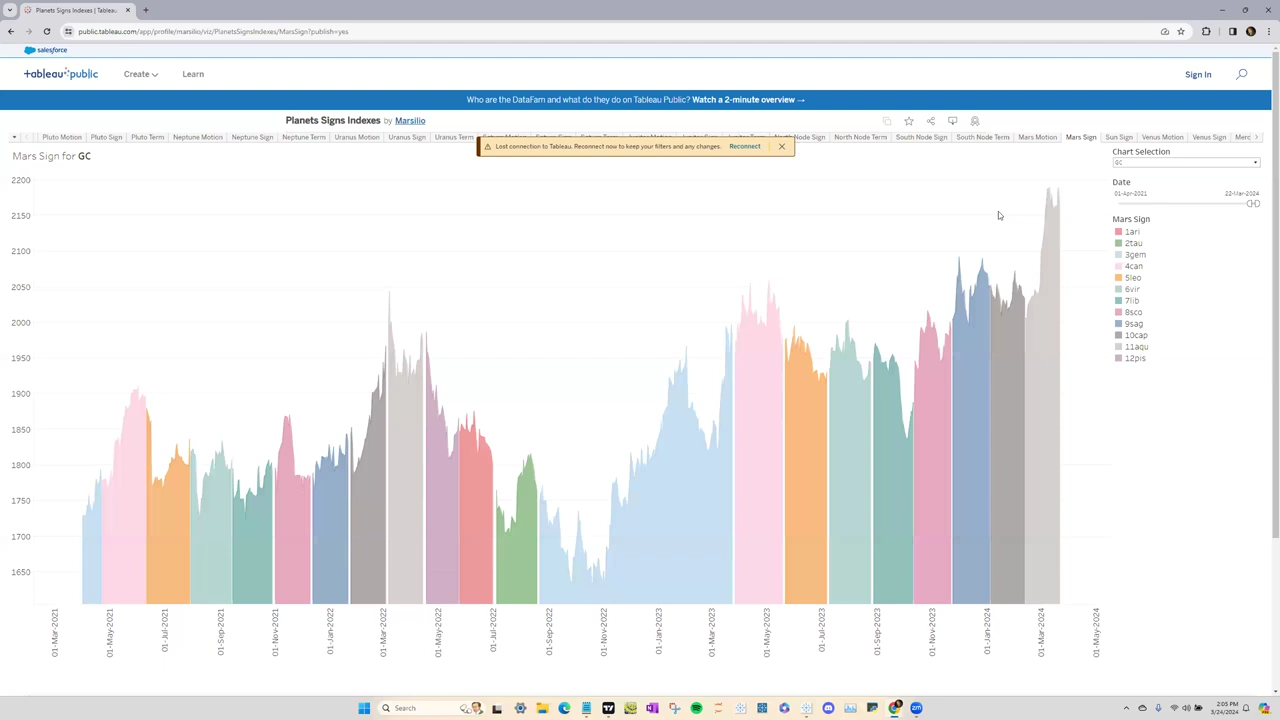 Planets Signs Indexes | Tableau
public.tableau.com/app/profile/marsilio/viz/PlanetsSignsIndexes/MarsSign?publish=yes
salesforce
+ableau+public
Create
Learn
Sign In
Who are the DataFam and what do they do on Tableau Public? Watch a 2-minute overview →
Planets Signs Indexes by Marsilio
Pluto Motion
Pluto Sign
Pluto Term
Neptune Motion
Neptune Sign
Neptune Term
Uranus Motion
Uranus Sign
Uranus Term
North Node Term
South Node Sign
South Node Term
Mars Motion
Mars Sign
Sun Sign
Venus Motion
Venus Sign
Merc
Lost connection to Tableau. Reconnect now to keep your filters and any changes.
Reconnect
Mars Sign for GC
Chart Selection
GC
Date
01-Apr-2021
22-Mar-2024
Mars Sign
1ari
2tau
3gem
4can
5leo
6vir
7lib
8sco
9sag
10cap
11aqu
12pis
2200
2150
2100
2050
2000
1950
1900
1850
1800
1750
1700
1650
01-Mar-2021
01-May-2021
01-Jul-2021
01-Sep-2021
01-Nov-2021
01-Jan-2022
01-Mar-2022
01-May-2022
01-Jul-2022
01-Sep-2022
01-Nov-2022
01-Jan-2023
01-Mar-2023
01-May-2023
01-Jul-2023
01-Sep-2023
01-Nov-2023
01-Jan-2024
01-Mar-2024
01-May-2024
Search
2:05 PM
3/24/2024